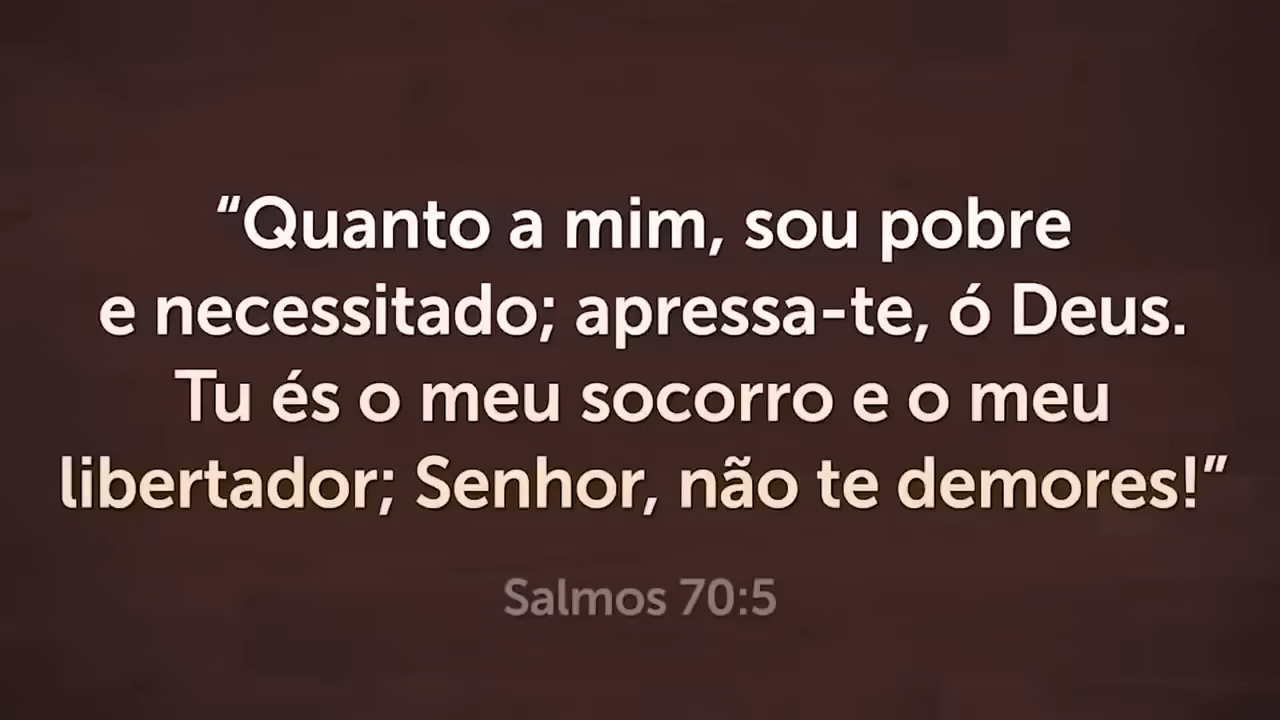 “Quanto a mim, sou pobre
e necessitado; apressa-te, ó Deus.
Tu és o meu socorro e o meu
libertador; Senhor, não te demores!”
Salmos 70:5